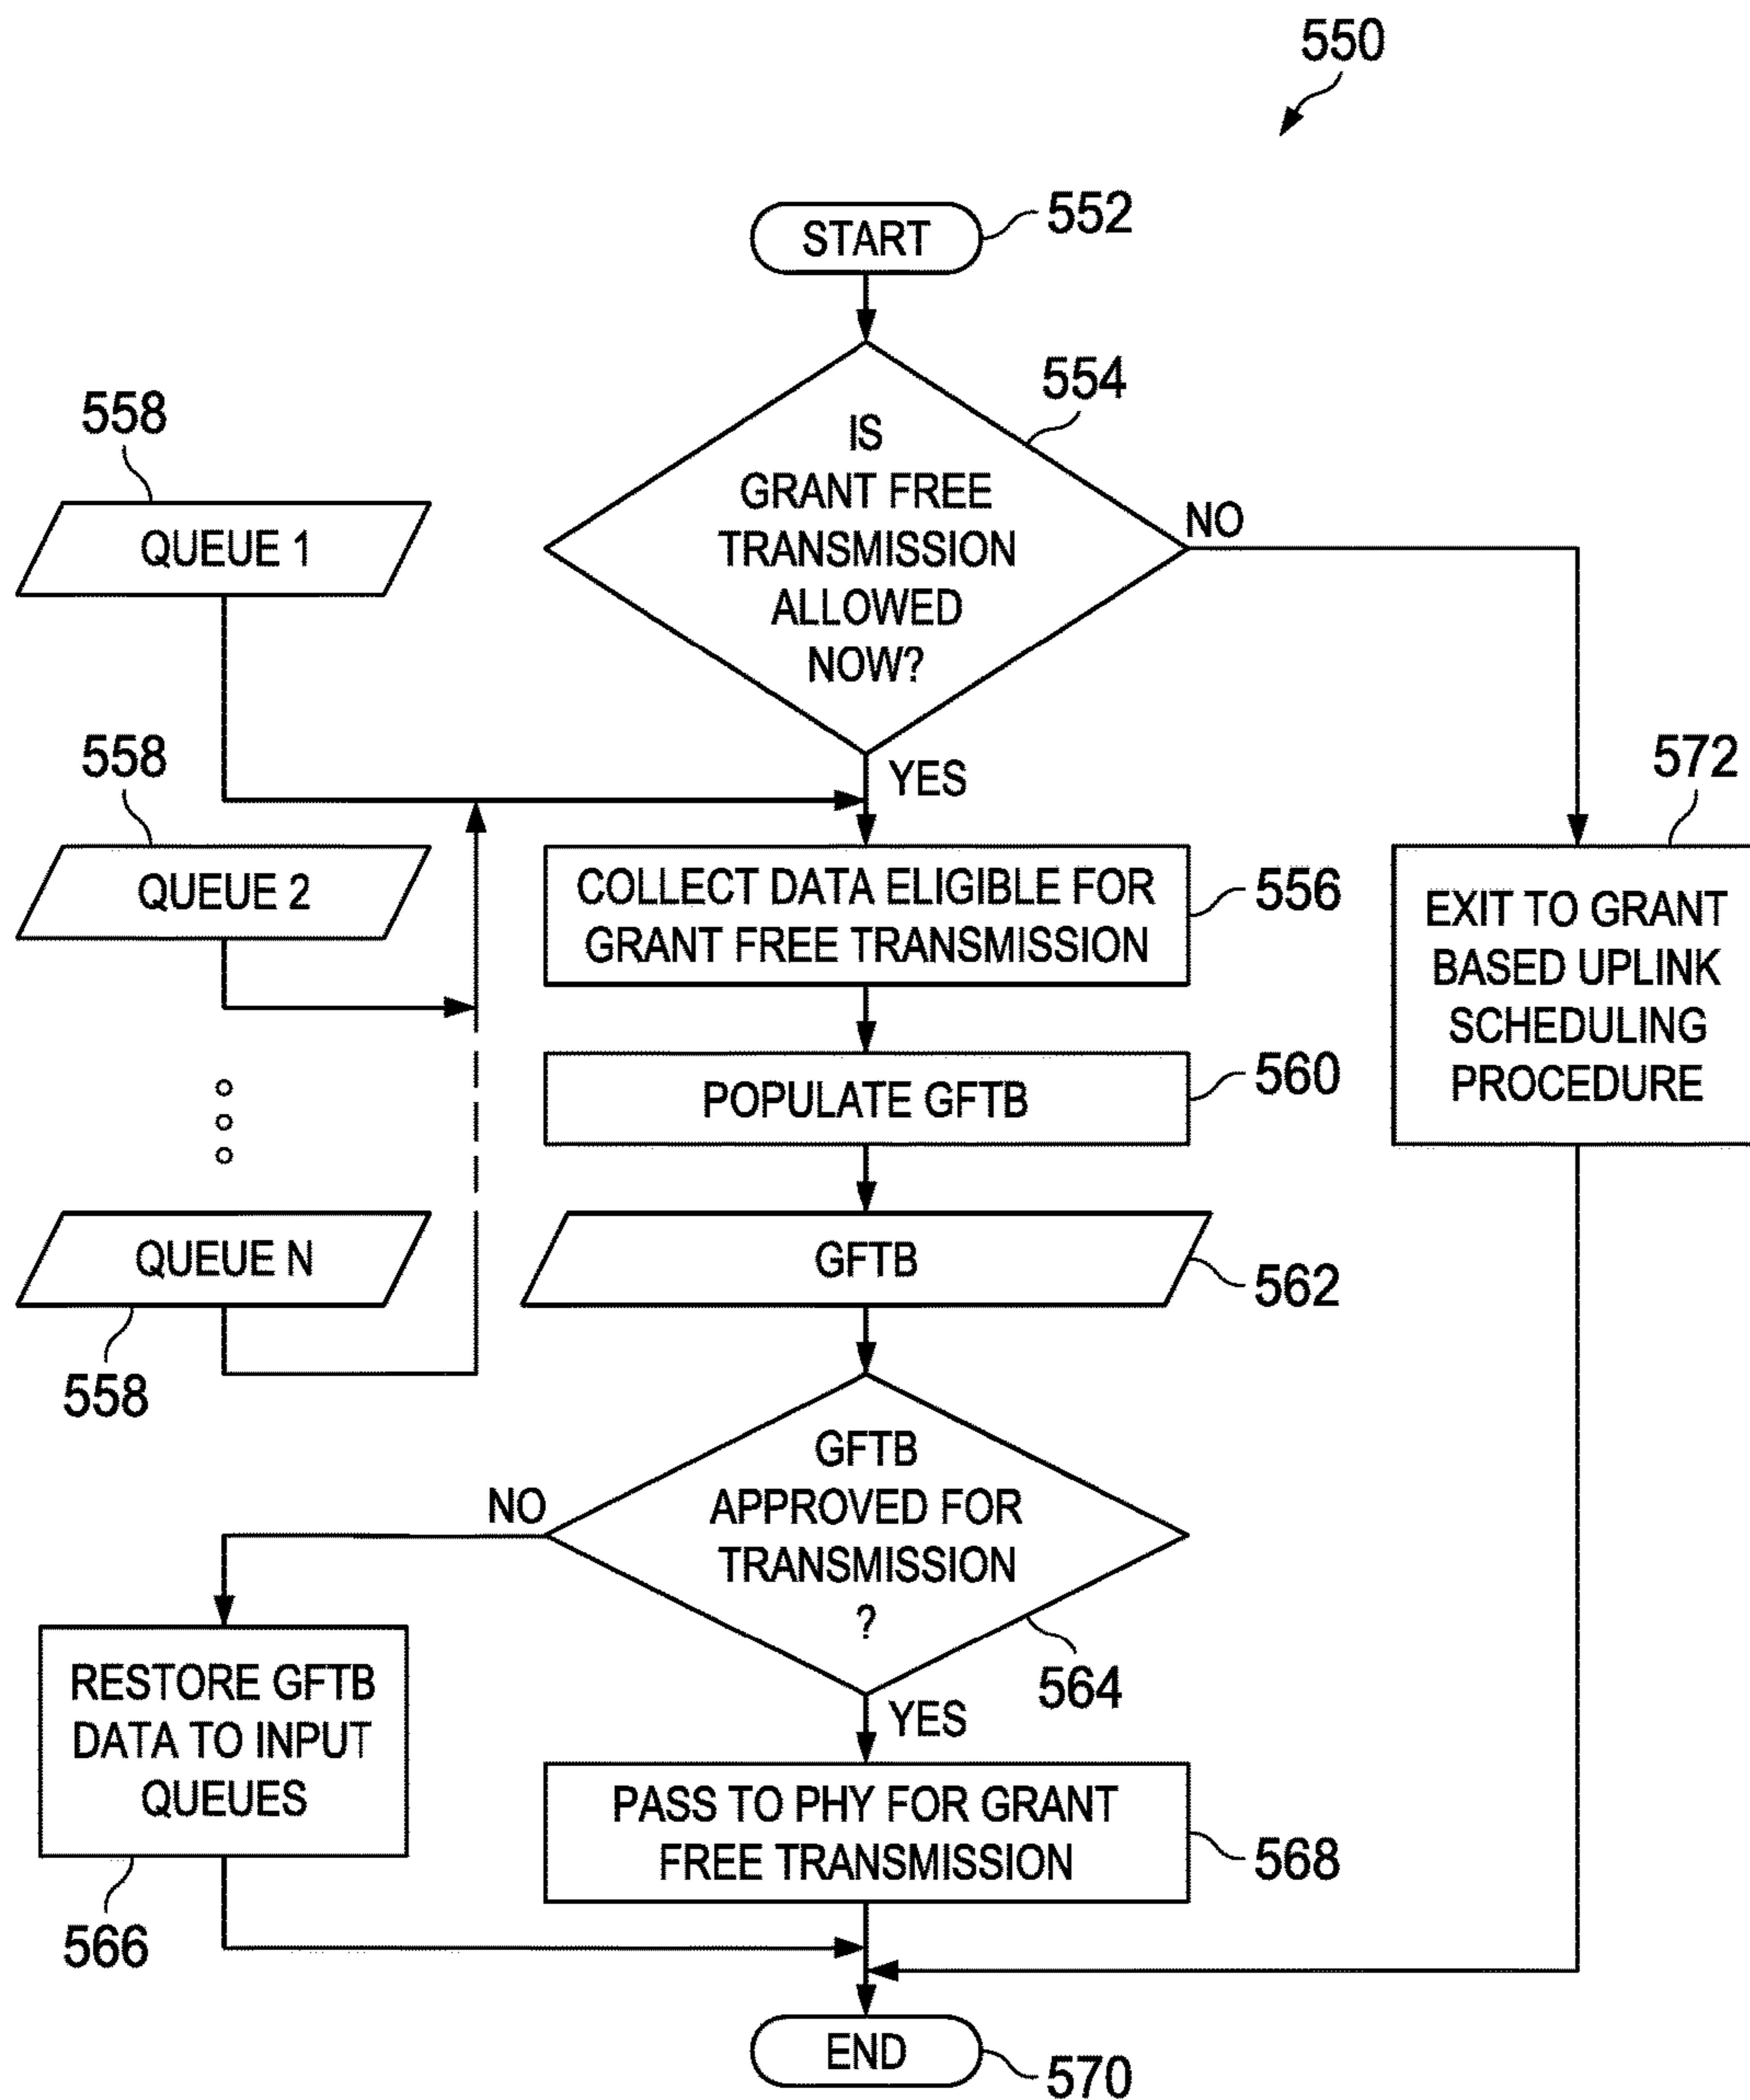 550
START
552
IS
GRANT FREE
TRANSMISSION
ALLOWED
NOW?
554
NO
YES
558
QUEUE 1
558
QUEUE 2
QUEUE N
558
COLLECT DATA ELIGIBLE FOR
GRANT FREE TRANSMISSION
556
572
EXIT TO GRANT
BASED UPLINK
SCHEDULING
PROCEDURE
POPULATE GFTB
560
GFTB
562
GFTB
APPROVED FOR
TRANSMISSION
?
564
NO
YES
RESTORE GFTB
DATA TO INPUT
QUEUES
566
PASS TO PHY FOR GRANT
FREE TRANSMISSION
568
END
570